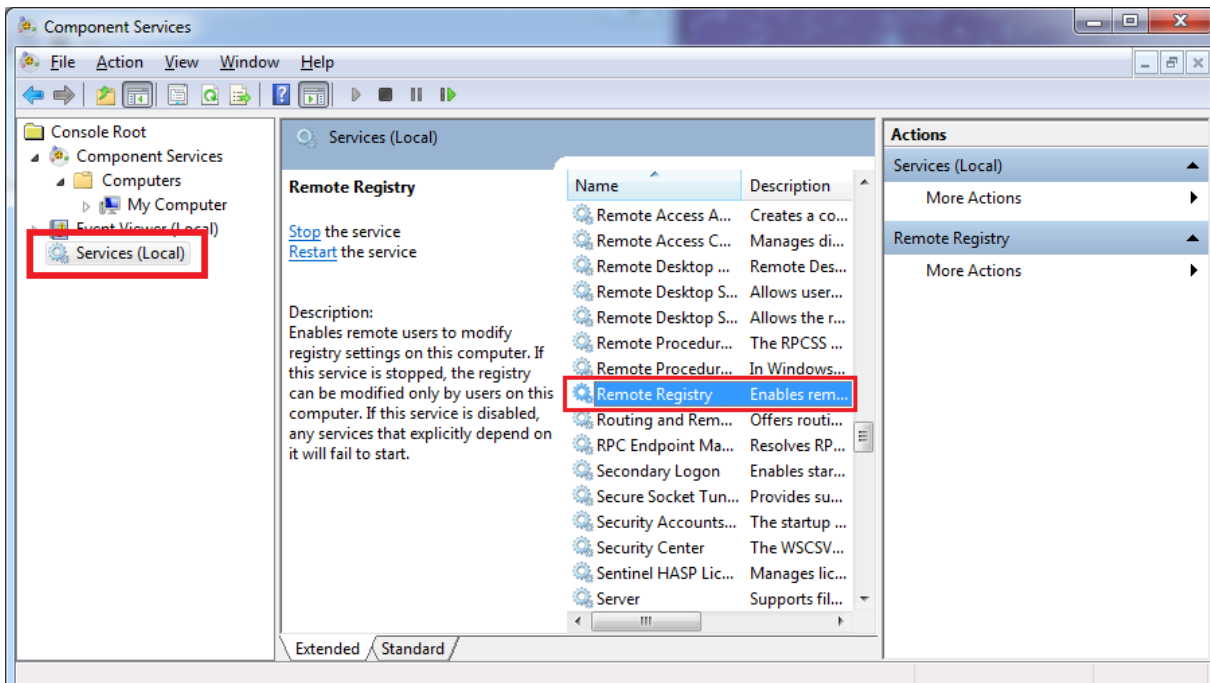 Component Services
File Action View Window Help
Console Root
Component Services
Computers
My Computer
Event Viewer (Local)
Services (Local)
Services (Local)
Remote Registry
Stop the service
Restart the service
Description:
Enables remote users to modify
registry settings on this computer. If
this service is stopped, the registry
can be modified only by users on this
computer. If this service is disabled,
any services that explicitly depend on
it will fail to start.
Name Description
Remote Access A... Creates a co...
Remote Access C... Manages di...
Remote Desktop ... Remote Des...
Remote Desktop S... Allows user...
Remote Desktop S... Allows the r...
Remote Procedur... The RPCSS ...
Remote Procedur... In Windows...
Remote Registry Enables rem...
Routing and Rem... Offers routi...
RPC Endpoint Ma... Resolves RP...
Secondary Logon Enables star...
Secure Socket Tun... Provides su...
Security Accounts... The startup ...
Security Center The WSCSV...
Sentinel HASP Lic... Manages lic...
Server Supports fil...
Extended Standard
Actions
Services (Local)
More Actions
Remote Registry
More Actions